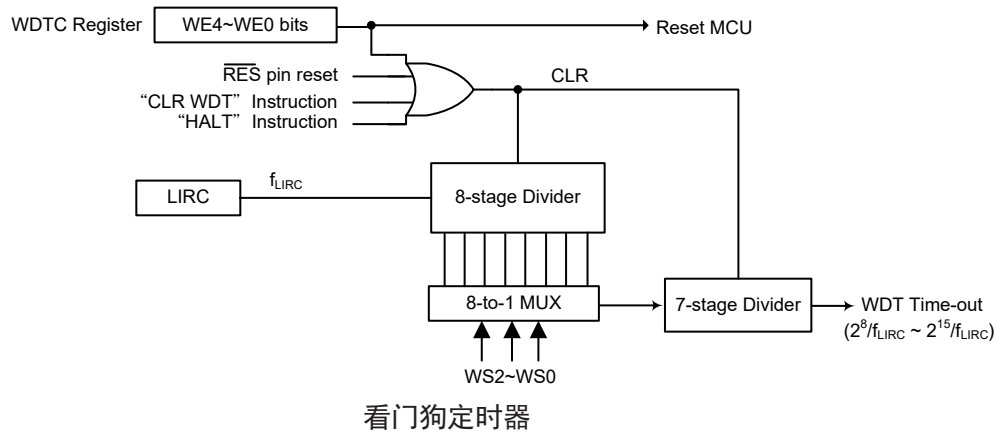 WDTC Register
WE4~WE0 bits
Reset MCU
RES pin reset
CLR
“CLR WDT” Instruction
“HALT” Instruction
LIRC
fLIRC
8-stage Divider
8-to-1 MUX
7-stage Divider
WDT Time-out
(2⁸/fLIRC ~ 2¹⁵/fLIRC)
WS2~WS0
看门狗定时器